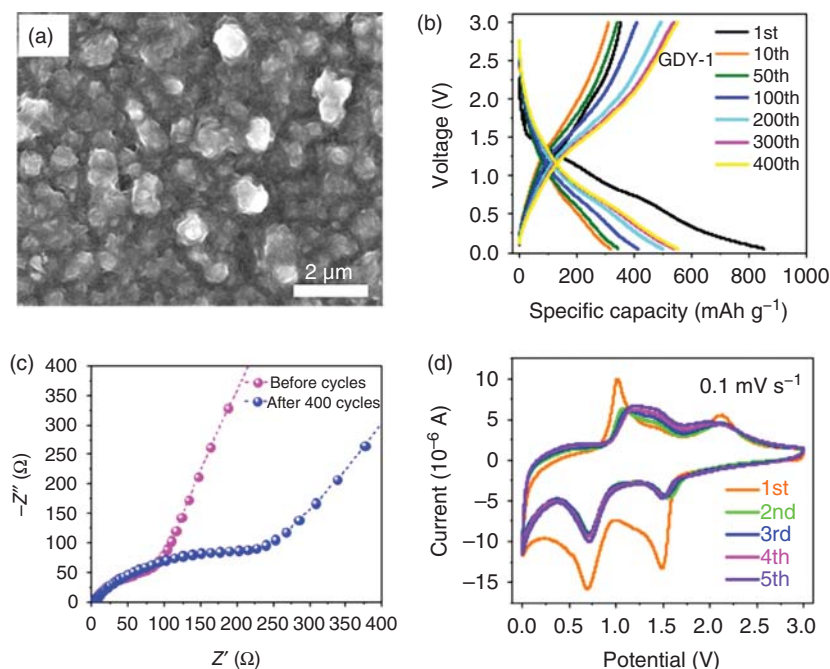 (a)
2 μm
(b)
3.0
2.5
2.0
1.5
1.0
0.5
0.0
Voltage (V)
GDY-1
1st
10th
50th
100th
200th
300th
400th
0 200 400 600 800 1000
Specific capacity (mAh g⁻¹)
(c)
400
350
300
250
200
150
100
50
0
−Z″ (Ω)
Before cycles
After 400 cycles
0 50 100 150 200 250 300 350 400
Z′ (Ω)
(d)
10
5
0
−5
−10
−15
Current (10⁻⁶ A)
0.1 mV s⁻¹
1st
2nd
3rd
4th
5th
0.0 0.5 1.0 1.5 2.0 2.5 3.0
Potential (V)